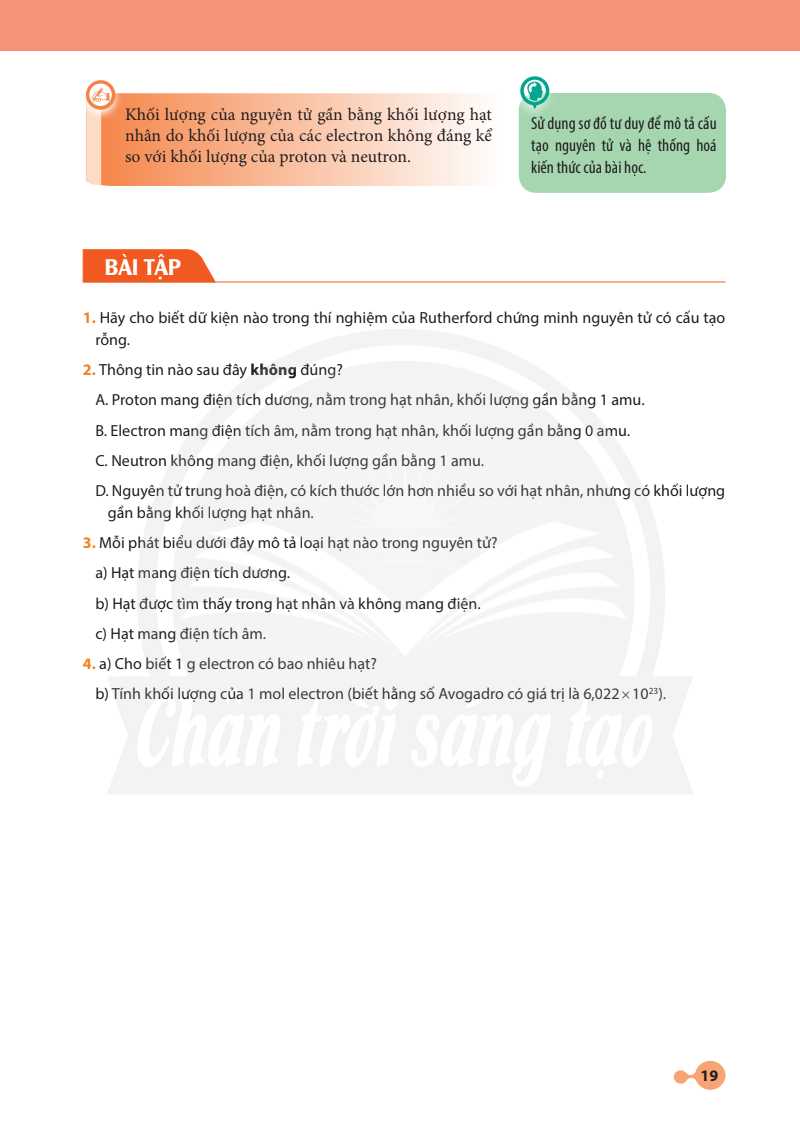 Khối lượng của nguyên tử gần bằng khối lượng hạt
nhân do khối lượng của các electron không đáng kể
so với khối lượng của proton và neutron.
Sử dụng sơ đồ tư duy để mô tả cấu
tạo nguyên tử và hệ thống hoá
kiến thức của bài học.
BÀI TẬP
1. Hãy cho biết dữ kiện nào trong thí nghiệm của Rutherford chứng minh nguyên tử có cấu tạo
rỗng.
2. Thông tin nào sau đây không đúng?
A. Proton mang điện tích dương, nằm trong hạt nhân, khối lượng gần bằng 1 amu.
B. Electron mang điện tích âm, nằm trong hạt nhân, khối lượng gần bằng 0 amu.
C. Neutron không mang điện, khối lượng gần bằng 1 amu.
D. Nguyên tử trung hoà điện, có kích thước lớn hơn nhiều so với hạt nhân, nhưng có khối lượng
gần bằng khối lượng hạt nhân.
3. Mỗi phát biểu dưới đây mô tả loại hạt nào trong nguyên tử?
a) Hạt mang điện tích dương.
b) Hạt được tìm thấy trong hạt nhân và không mang điện.
c) Hạt mang điện tích âm.
4. a) Cho biết 1 g electron có bao nhiêu hạt?
b) Tính khối lượng của 1 mol electron (biết hằng số Avogadro có giá trị là 6,022 × 10²³).
Chân trời sáng tạo
19